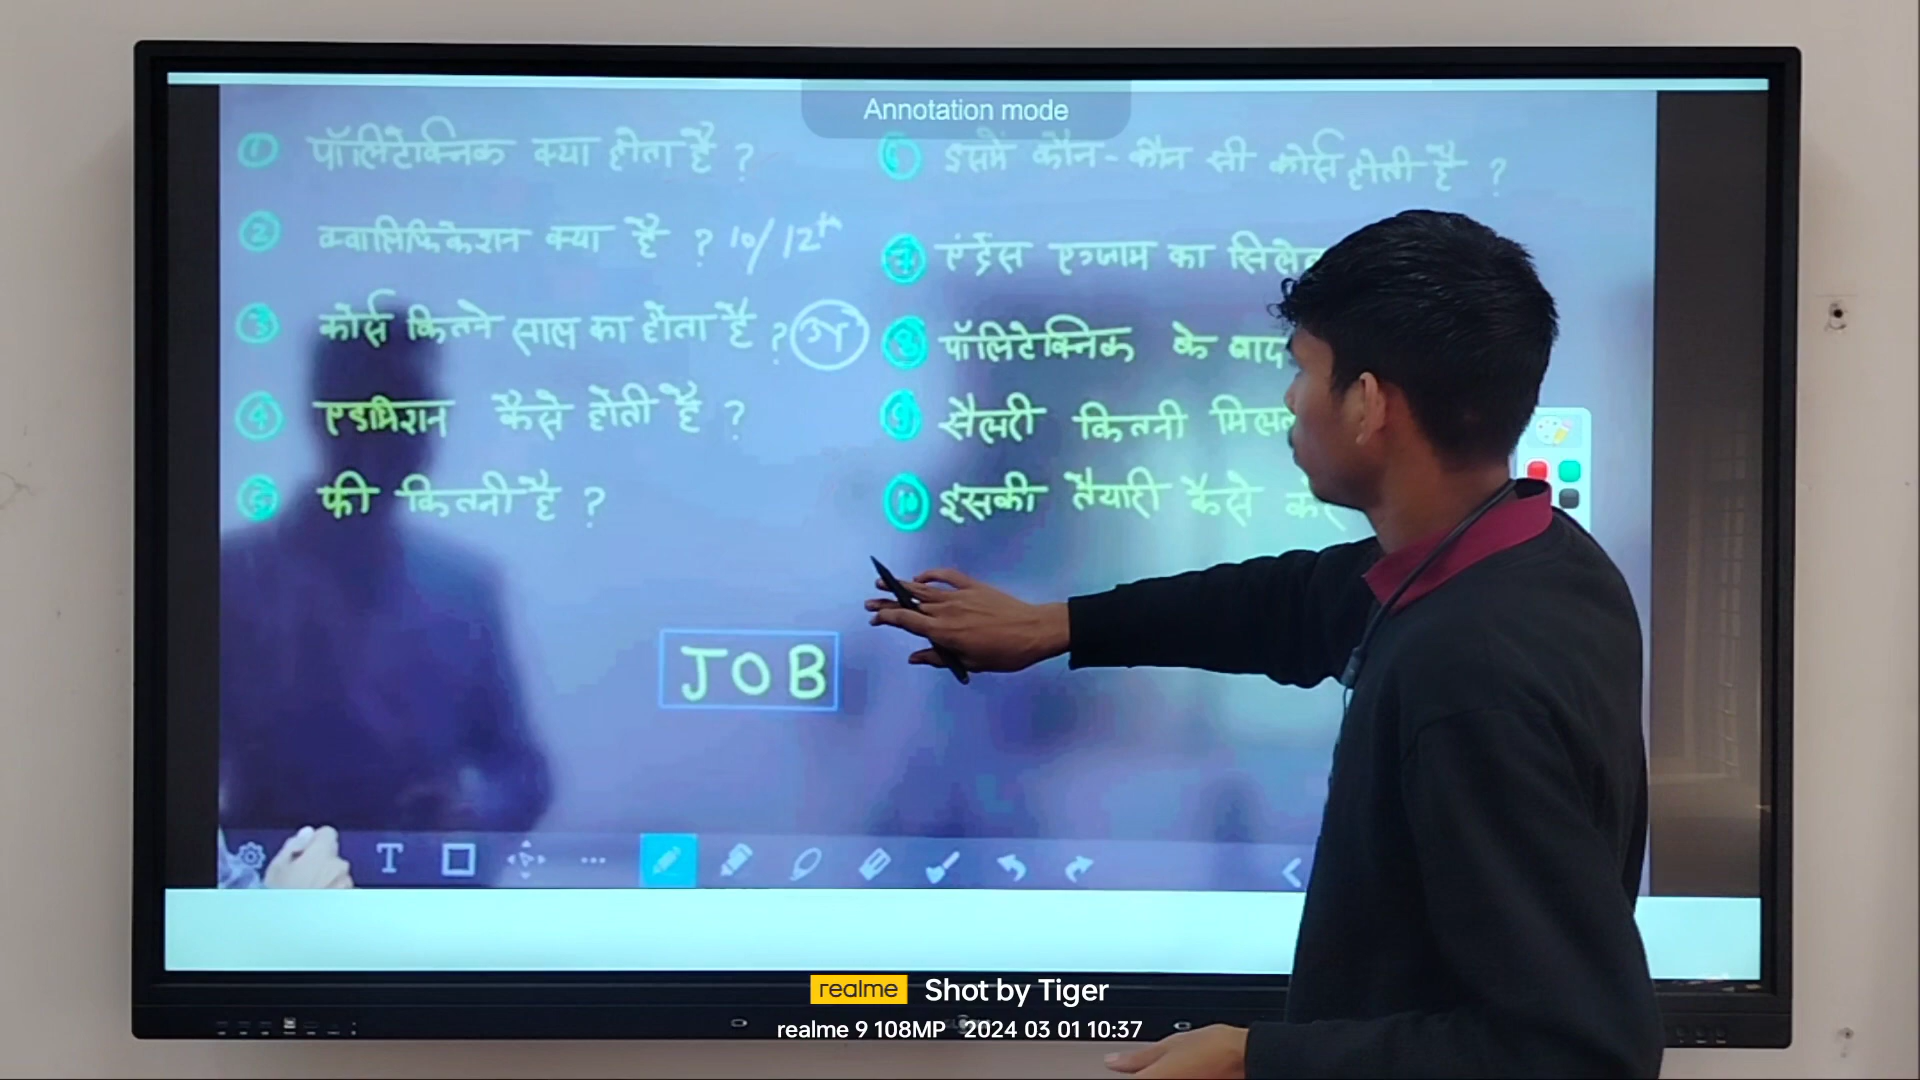 Annotation mode
① पॉलिटेक्निक क्या होता है ?
② क्वालिफिकेशन क्या है ? 10/12th
③ कोर्स कितने साल का होता है ? 3Y
④ एडमिशन कैसे होती है ?
⑤ फी कितनी है ?
⑥ इसमें कौन-कौन सी कोर्स होती है ?
⑦ एंट्रेंस एग्जाम का
⑧ पॉलिटेक्निक के बाद
⑨ सैलरी कितनी
⑩ इसकी तैयारी कैसे
JOB
T
realme Shot by Tiger
realme 9 108MP 2024 03 01 10:37